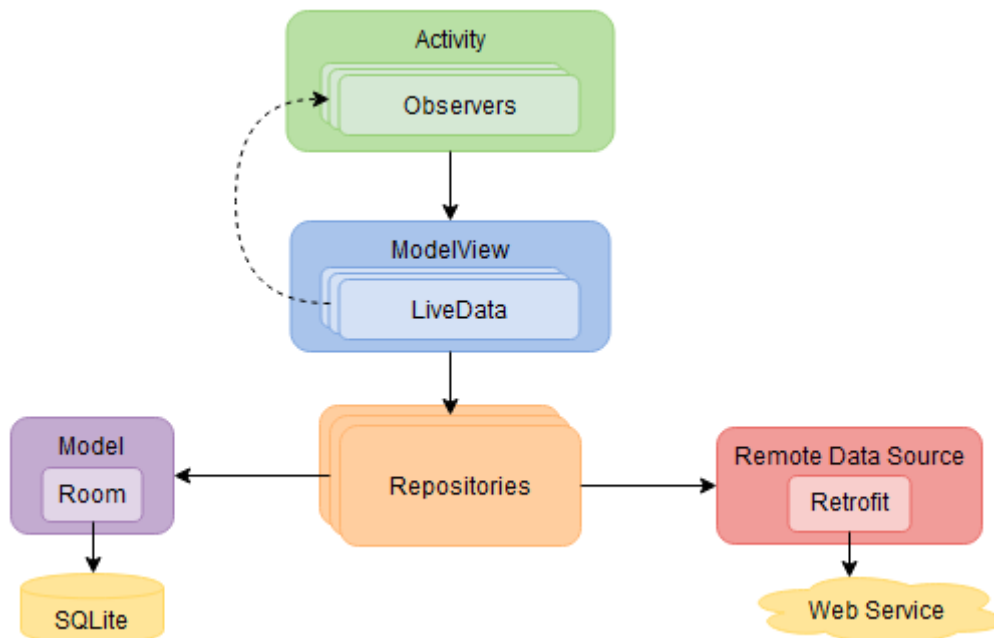 Activity
Observers
ModelView
LiveData
Repositories
Model
Room
SQLite
Remote Data Source
Retrofit
Web Service